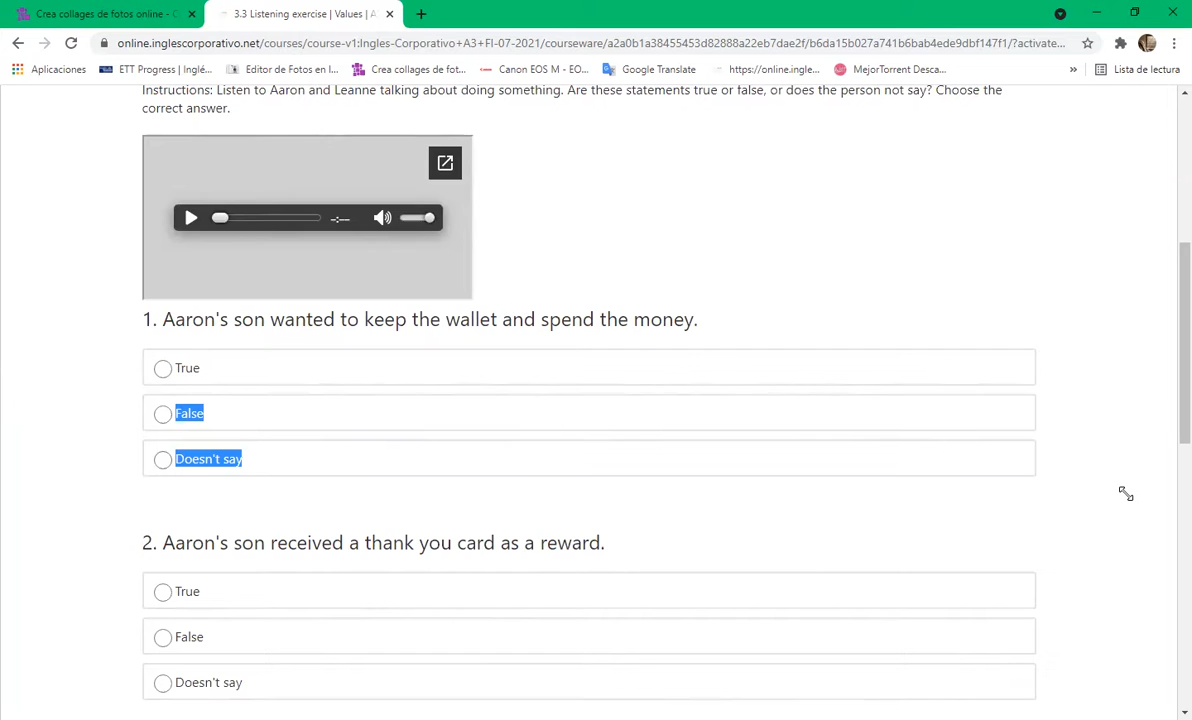 Crea collages de fotos online - C
3.3 Listening exercise | Values | A
online.inglescorporativo.net/courses/course-v1:Ingles-Corporativo+A3+FI-07-2021/courseware/a2a0b1a38455453d82888a22eb7dae2f/b6da15b027a741b6bab4ede9dbf147f1/?activate...
Aplicaciones
ETT Progress | Inglé...
Editor de Fotos en l...
Crea collages de fot...
Canon EOS M - EO...
Google Translate
https://online.ingle...
MejorTorrent Desca...
»
Lista de lectura
Instructions: Listen to Aaron and Leanne talking about doing something. Are these statements true or false, or does the person not say? Choose the
correct answer.
-:--
1. Aaron's son wanted to keep the wallet and spend the money.
True
False
Doesn't say
2. Aaron's son received a thank you card as a reward.
True
False
Doesn't say